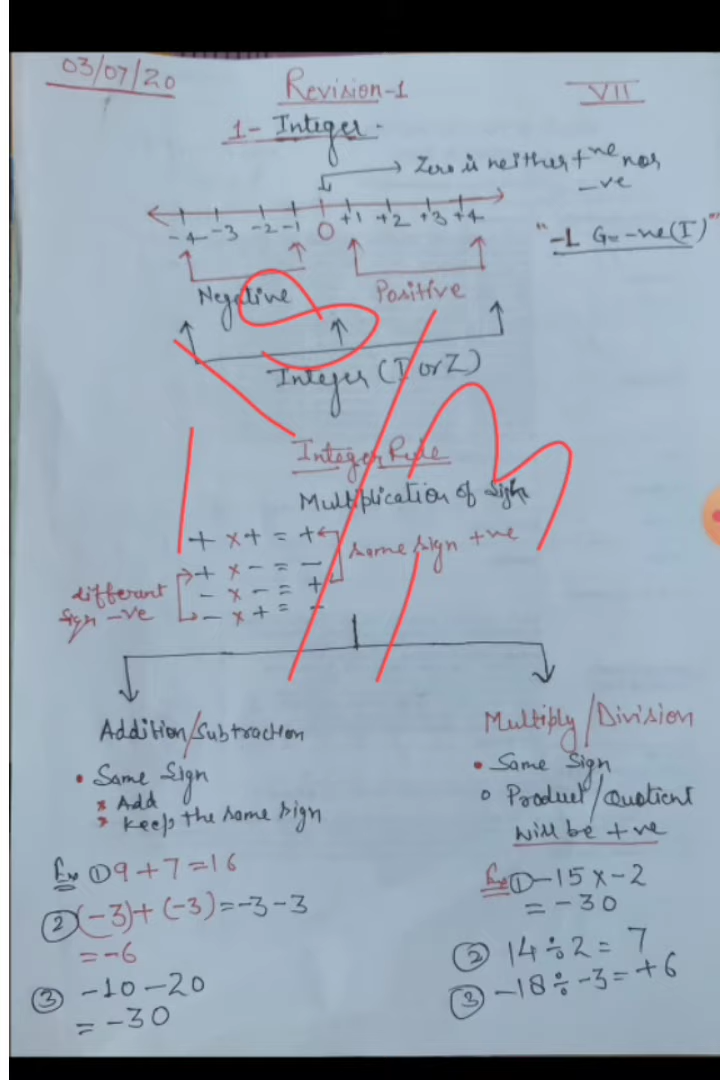 03/07/20
Revision-1
VII
1- Integer.
Zero is neither +ne nor
-ve
-4 -3 -2 -1 0 +1 +2 +3 +4
"-1 G= -ne(I)"
Negative
Positive
Integer (I or Z)
Integer Rule
Multiplication of Sign
+ x + = +
+ x - = -
- x - = +
- x + = -
same sign +ve
different
sign -ve
Addition/Subtraction
• Same Sign
* Add
* Keep the same sign
Ex ① 9 + 7 = 16
② (-3) + (-3) = -3 - 3
= -6
③ -10 - 20
= -30
Multiply/Division
• Same Sign
o Product/Quotient
will be +ve
Ex ① -15 x -2
= -30
② 14 ÷ 2 = 7
③ -18 ÷ -3 = +6